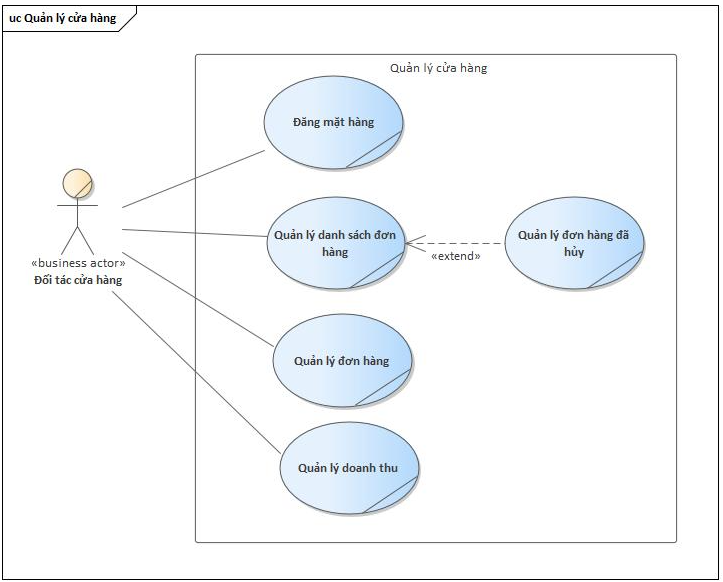 uc Quản lý cửa hàng
Quản lý cửa hàng
Đăng mặt hàng
Quản lý danh sách đơn
hàng
Quản lý đơn hàng đã
hủy
«extend»
«business actor»
Đối tác cửa hàng
Quản lý đơn hàng
Quản lý doanh thu